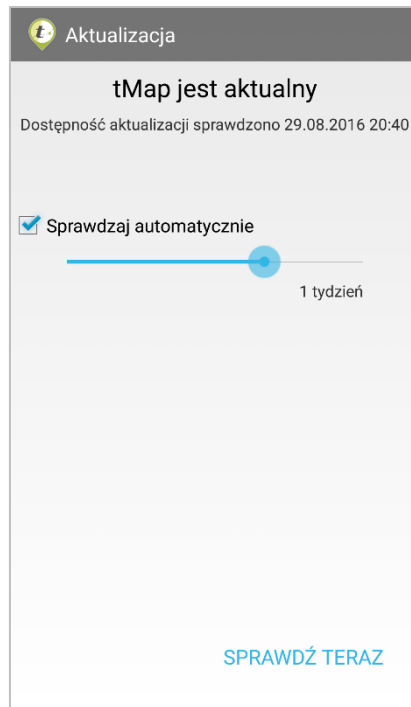 t
Aktualizacja
tMap jest aktualny
Dostępność aktualizacji sprawdzono 29.08.2016 20:40
Sprawdzaj automatycznie
1 tydzień
SPRAWDŹ TERAZ